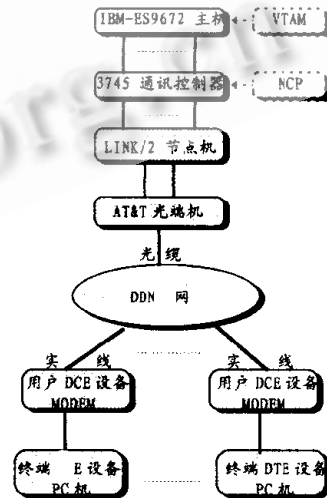 IBM-ES9672 主机
VTAM
3745 通讯控制器
NCP
LINK/2 节点机
AT&T 光端机
光 缆
DDN 网
实 线
实 线
用户 DCE 设备
MODEM
用户 DCE 设备
MODEM
终端 E 设备
PC 机
终端 DTE 设备
PC 机